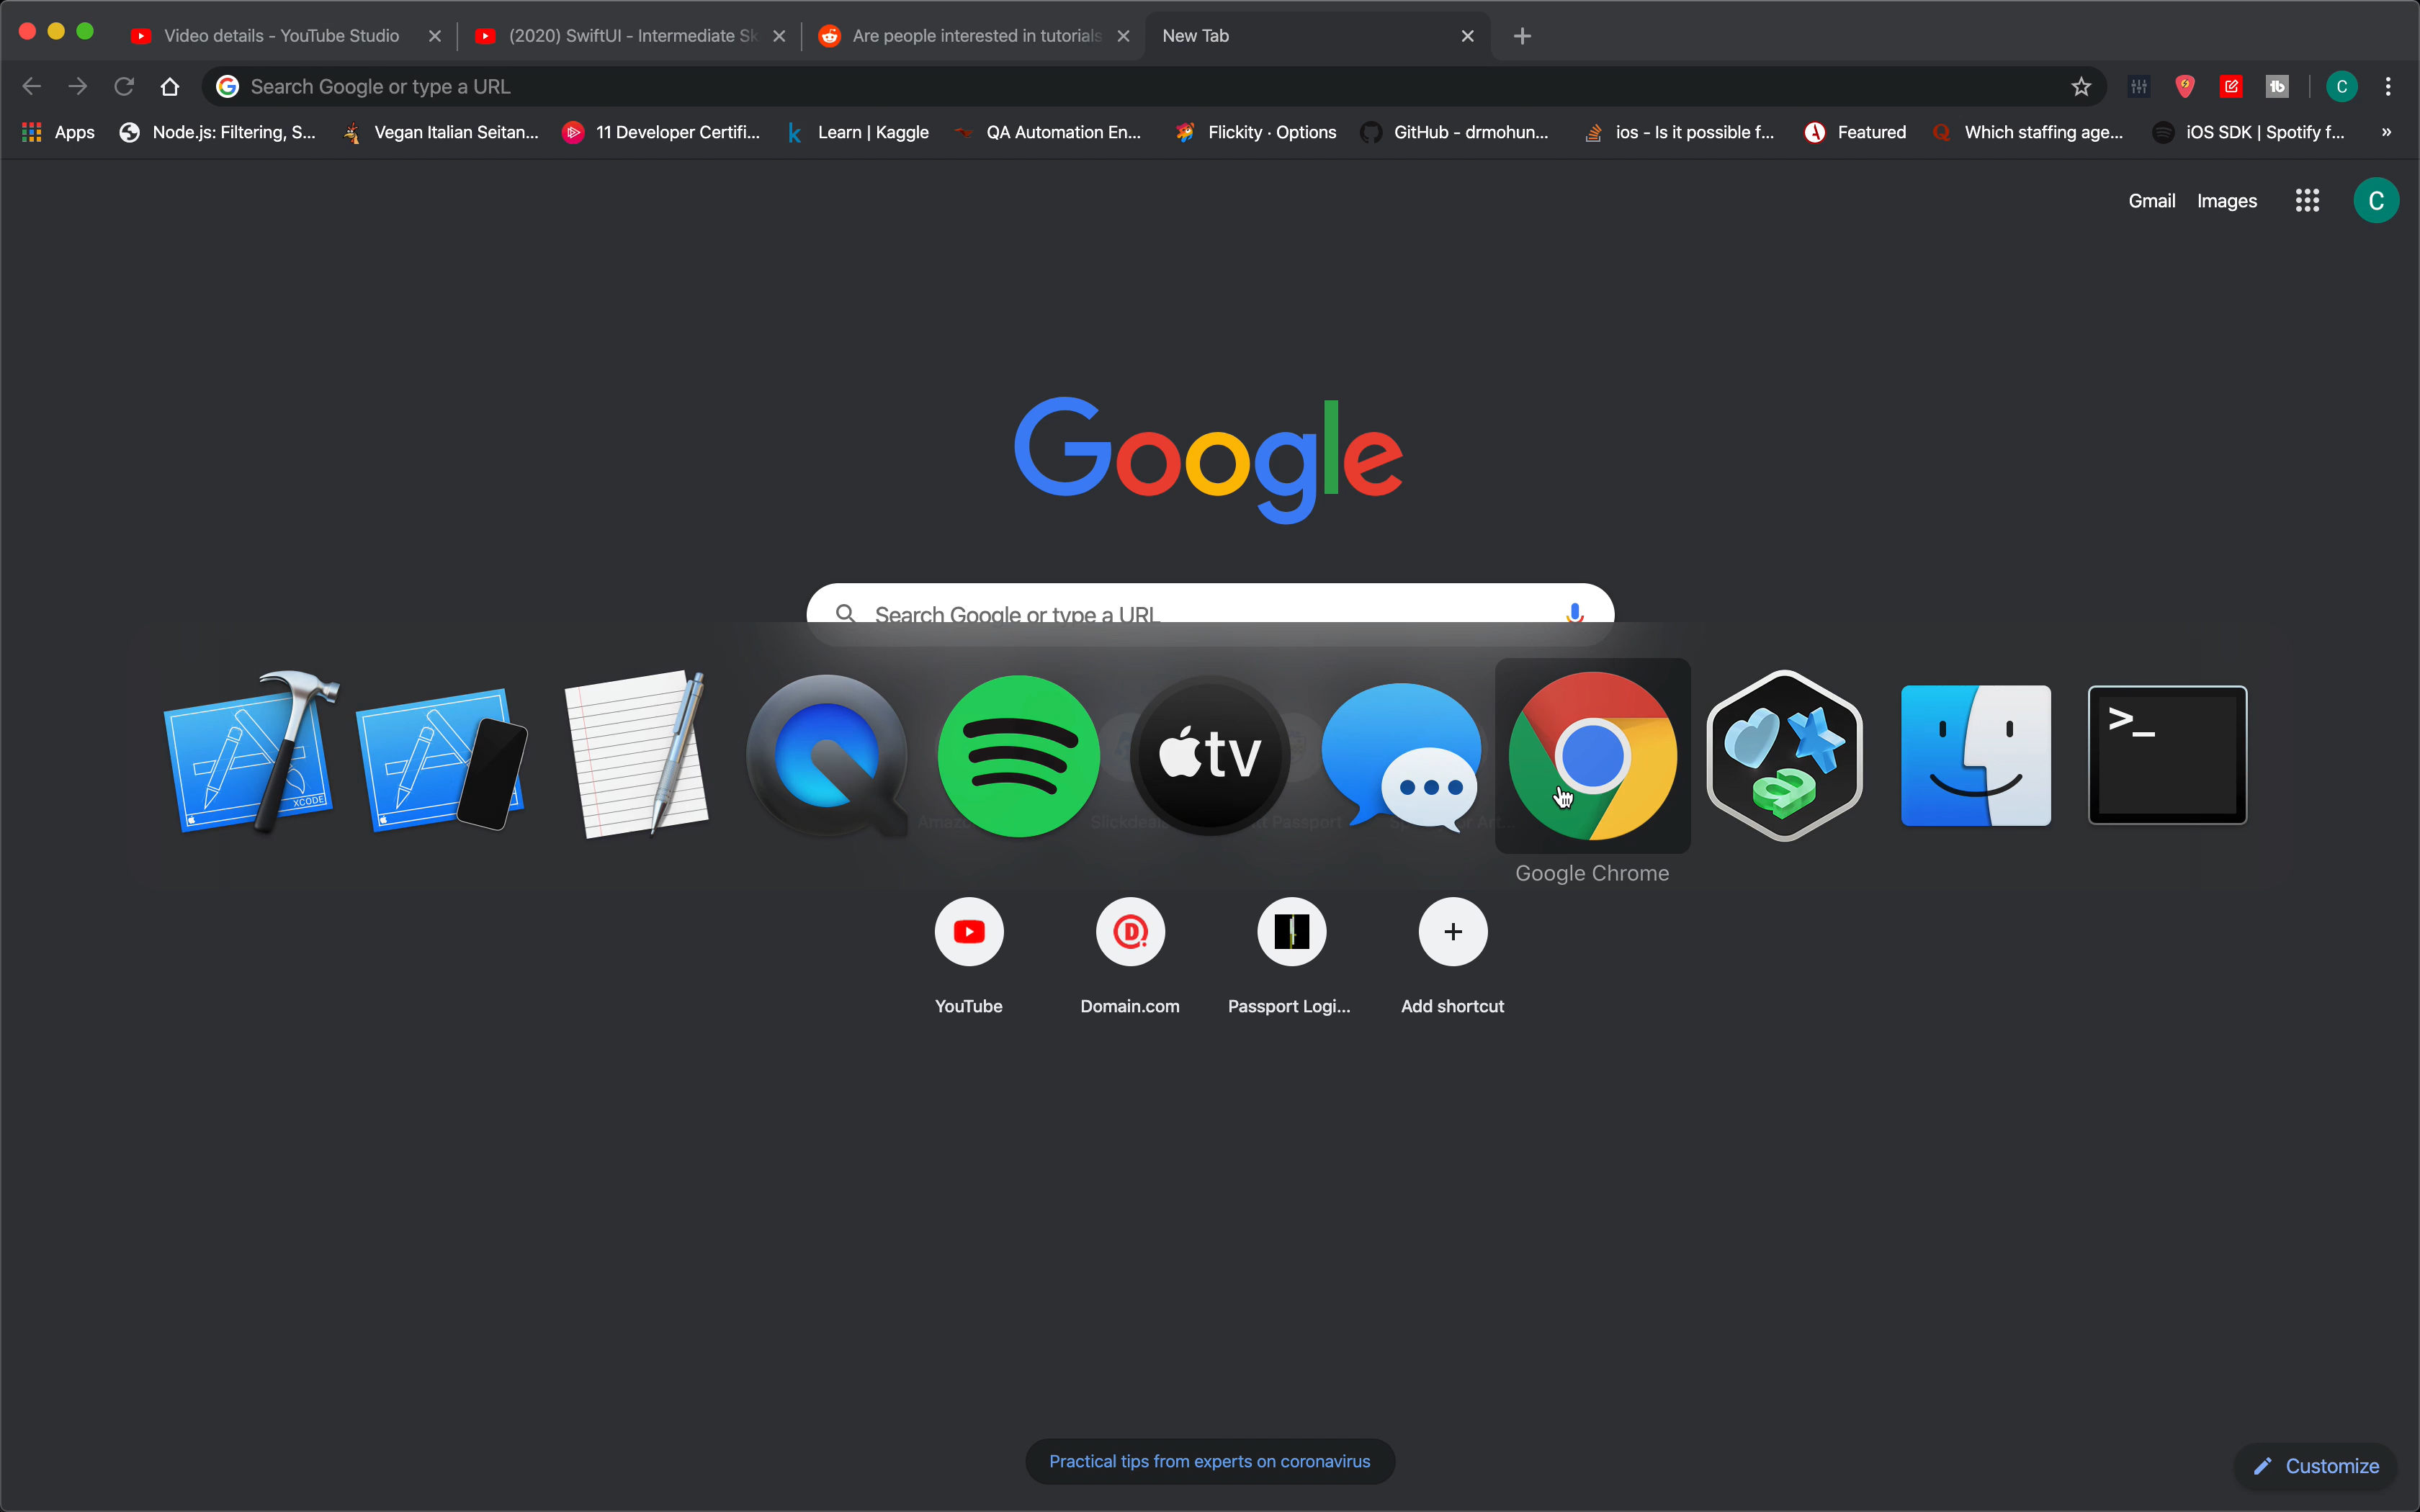 Video details - YouTube Studio
(2020) SwiftUI - Intermediate Sk
Are people interested in tutorials
New Tab
Search Google or type a URL
Apps
Node.js: Filtering, S...
Vegan Italian Seitan...
11 Developer Certifi...
Learn | Kaggle
QA Automation En...
Flickity · Options
GitHub - drmohun...
ios - Is it possible f...
Featured
Which staffing age...
iOS SDK | Spotify f...
»
Gmail
Images
C
C
Google
Search Google or type a URL
XCODE
tv
>_
Google Chrome
YouTube
Domain.com
Passport Logi...
Add shortcut
Practical tips from experts on coronavirus
Customize